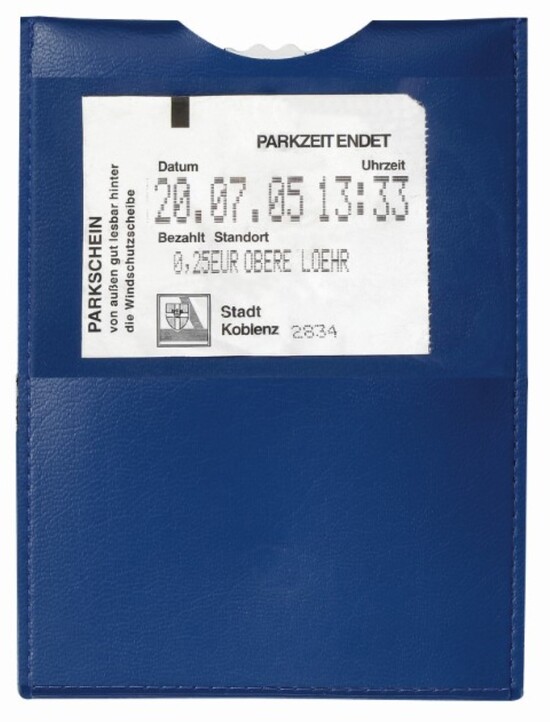 PARKZEIT ENDET
Datum Uhrzeit
20.07.05 13:33
Bezahlt Standort
0,25EUR OBERE LOEHR
Stadt
Koblenz 2834
PARKSCHEIN
von außen gut lesbar hinter
die Windschutzscheibe